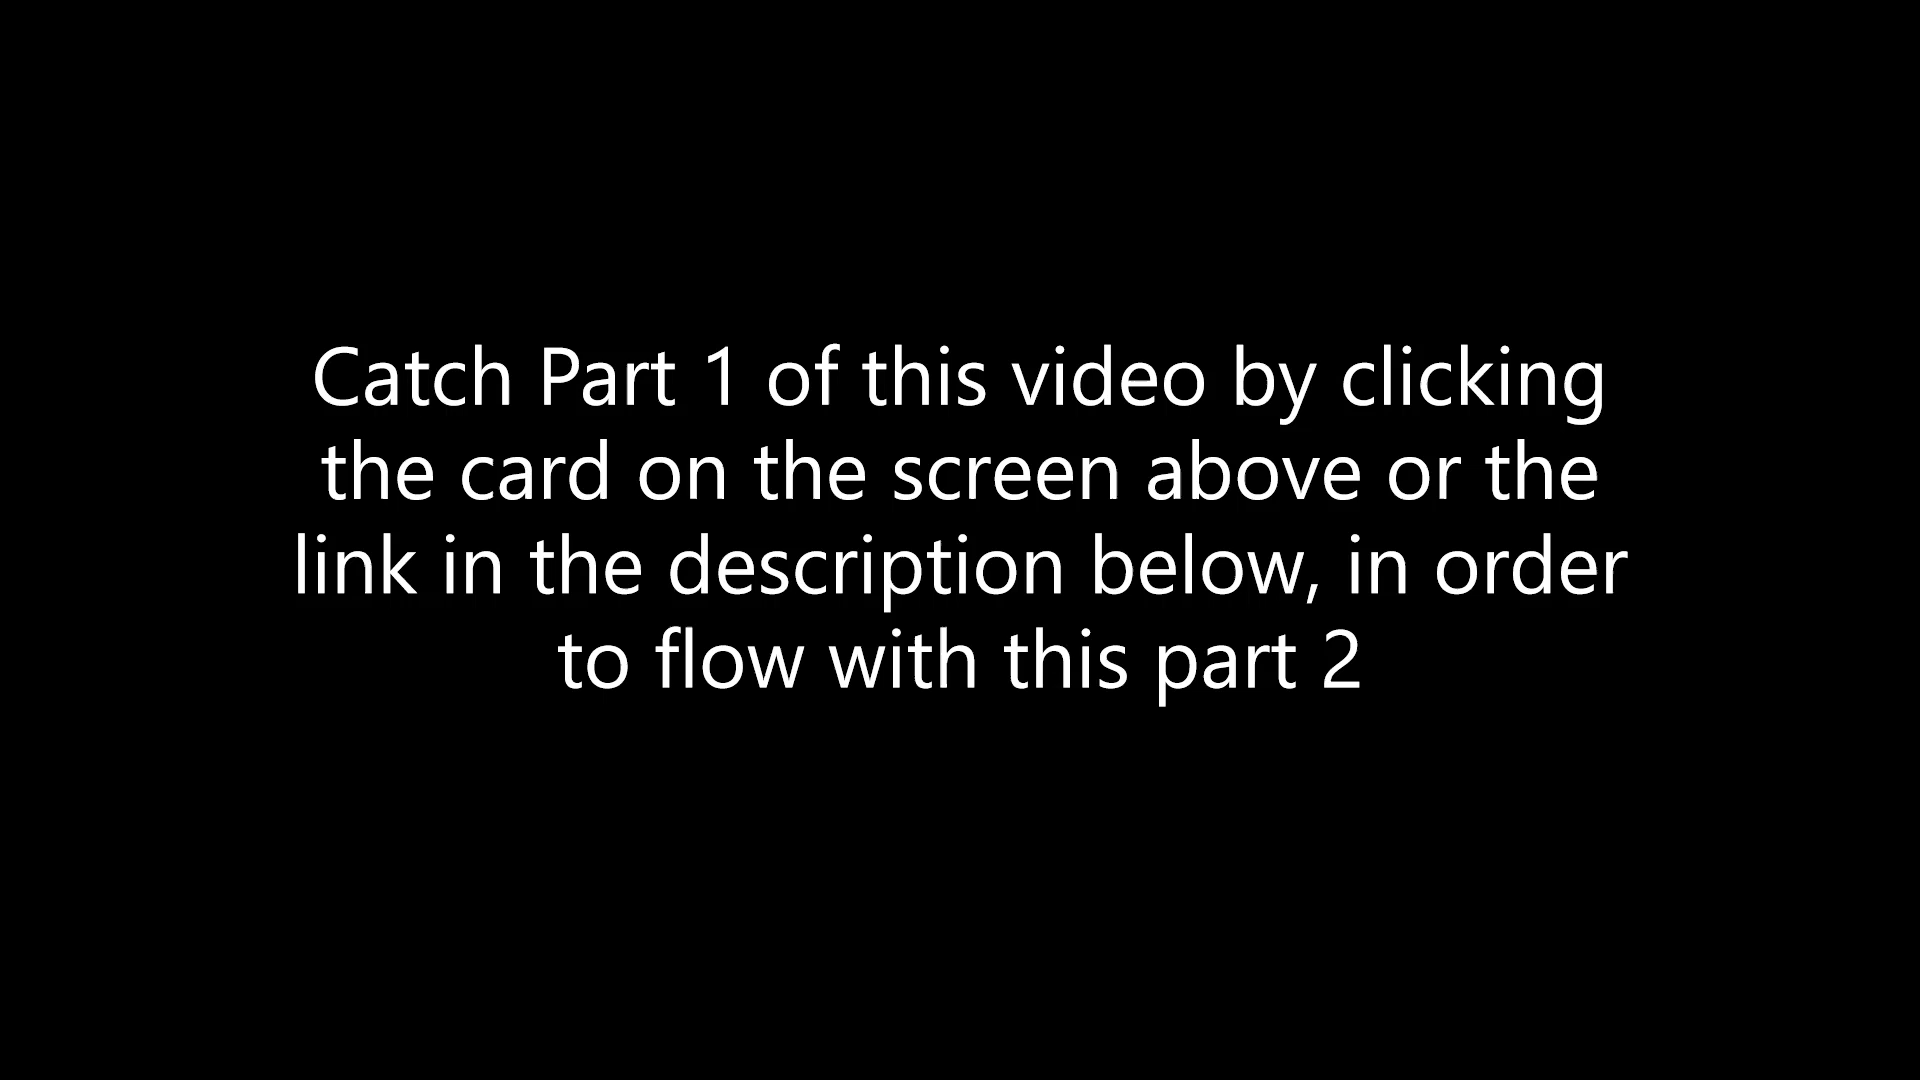 Catch Part 1 of this video by clicking
the card on the screen above or the
link in the description below, in order
to flow with this part 2